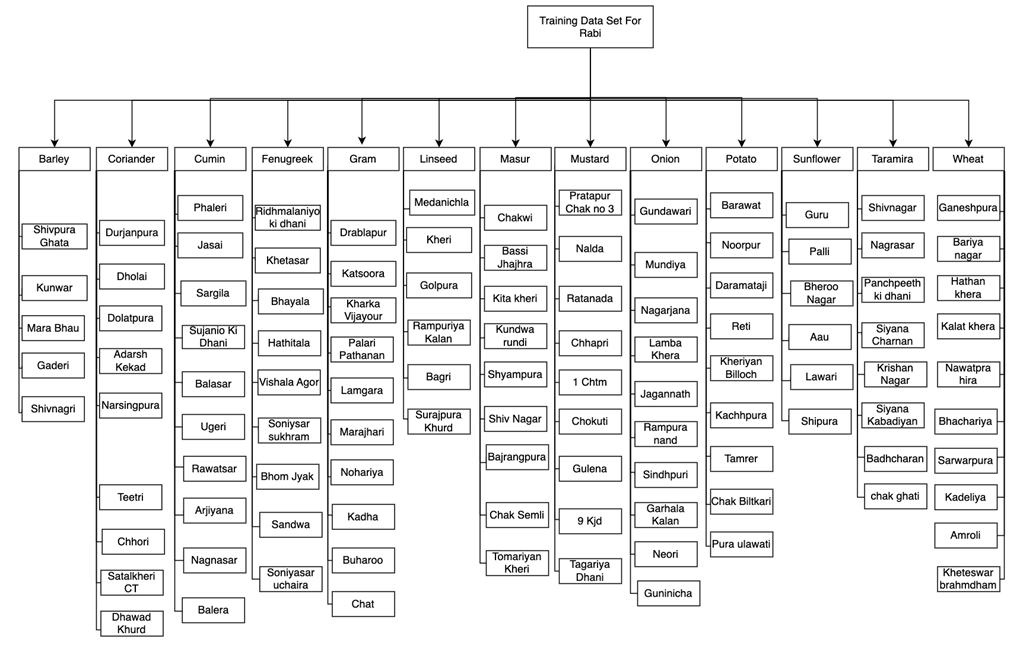 Training Data Set For
Rabi
Barley
Coriander
Cumin
Fenugreek
Gram
Linseed
Masur
Mustard
Onion
Potato
Sunflower
Taramira
Wheat
Shivpura
Ghata
Kunwar
Mara Bhau
Gaderi
Shivnagri
Durjanpura
Dholai
Dolatpura
Adarsh
Kekad
Narsingpura
Teetri
Chhori
Satalkheri
CT
Dhawad
Khurd
Phaleri
Jasai
Sargila
Sujanio Ki
Dhani
Balasar
Ugeri
Rawatsar
Arjiyana
Nagnasar
Balera
Ridhmalaniyo
ki dhani
Khetasar
Bhayala
Hathitala
Vishala Agor
Soniysar
sukhram
Bhom Jyak
Sandwa
Soniyasar
uchaira
Drablapur
Katsoora
Kharka
Vijayour
Palari
Pathanan
Lamgara
Marajhari
Nohariya
Kadha
Buharoo
Chat
Medanichla
Kheri
Golpura
Rampuriya
Kalan
Bagri
Surajpura
Khurd
Chakwi
Bassi
Jhajhra
Kita kheri
Kundwa
rundi
Shyampura
Shiv Nagar
Bajrangpura
Chak Semli
Tomariyan
Kheri
Pratapur
Chak no 3
Nalda
Ratanada
Chhapri
1 Chtm
Chokuti
Gulena
9 Kjd
Tagariya
Dhani
Gundawari
Mundiya
Nagarjana
Lamba
Khera
Jagannath
Rampura
nand
Sindhpuri
Garhala
Kalan
Neori
Guninicha
Barawat
Noorpur
Daramataji
Reti
Kheriyan
Billoch
Kachhpura
Tamrer
Chak Biltkari
Pura ulawati
Guru
Palli
Bheroo
Nagar
Aau
Lawari
Shipura
Shivnagar
Nagrasar
Panchpeeth
ki dhani
Siyana
Charnan
Krishan
Nagar
Siyana
Kabadiyan
Badhcharan
chak ghati
Ganeshpura
Bariya
nagar
Hathan
khera
Kalat khera
Nawatpra
hira
Bhachariya
Sarwarpura
Kadeliya
Amroli
Kheteswar
brahmdham